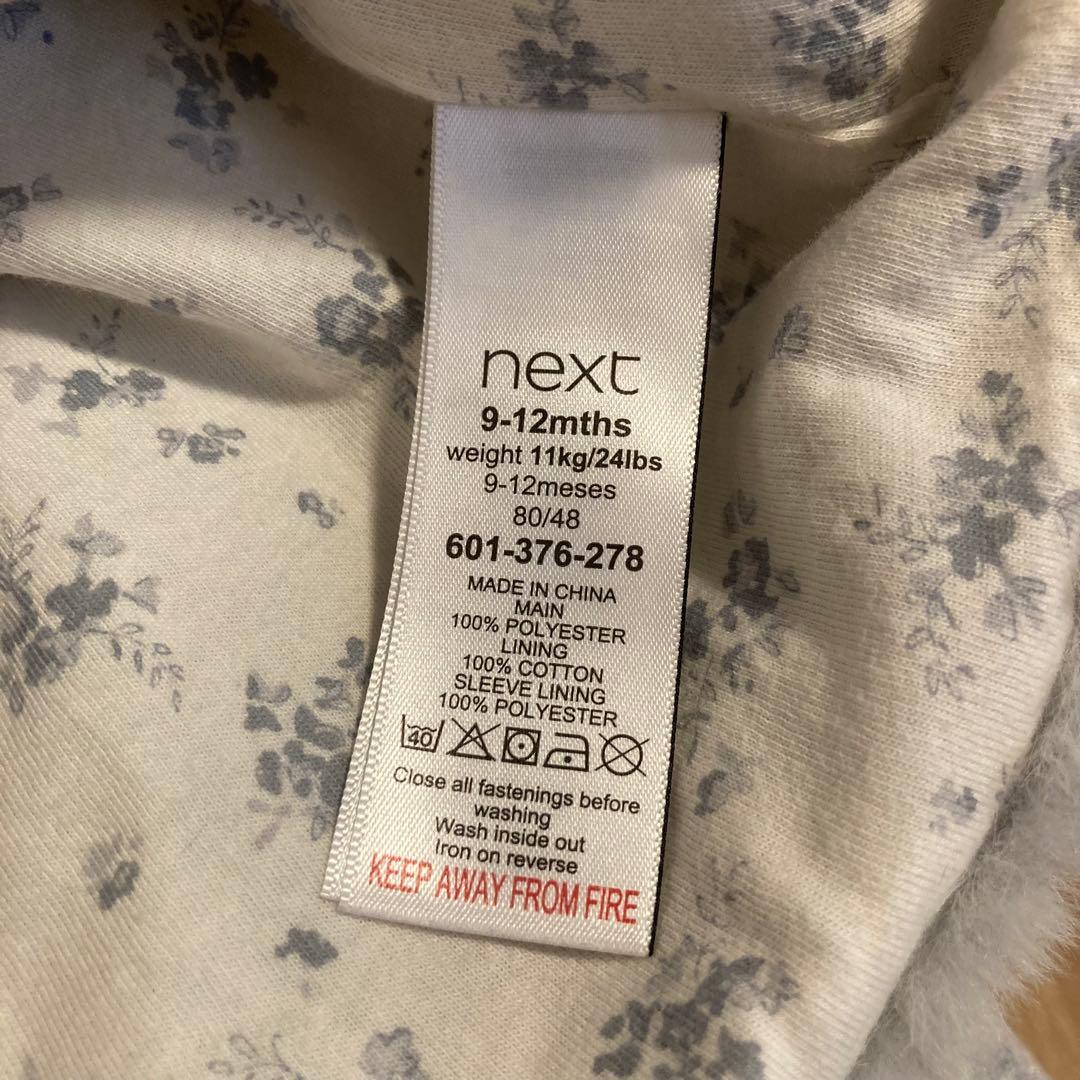 next
9-12mths
weight 11kg/24lbs
9-12meses
80/48
601-376-278
MADE IN CHINA
MAIN
100% POLYESTER
LINING
100% COTTON
SLEEVE LINING
100% POLYESTER
40
Close all fastenings before
washing
Wash inside out
Iron on reverse
KEEP AWAY FROM FIRE